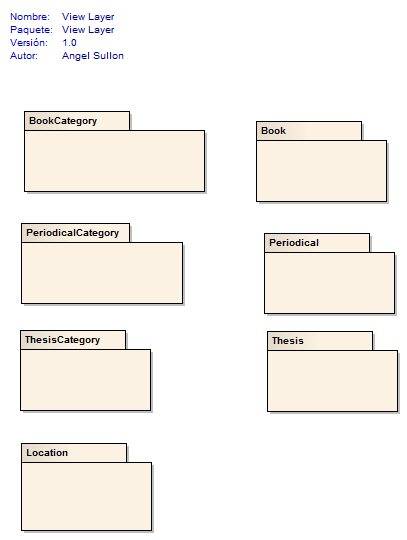 Nombre: View Layer
Paquete: View Layer
Versión: 1.0
Autor: Angel Sullon
BookCategory
Book
PeriodicalCategory
Periodical
ThesisCategory
Thesis
Location